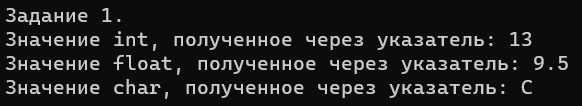 Задание 1.
Значение int, полученное через указатель: 13
Значение float, полученное через указатель: 9.5
Значение char, полученное через указатель: C